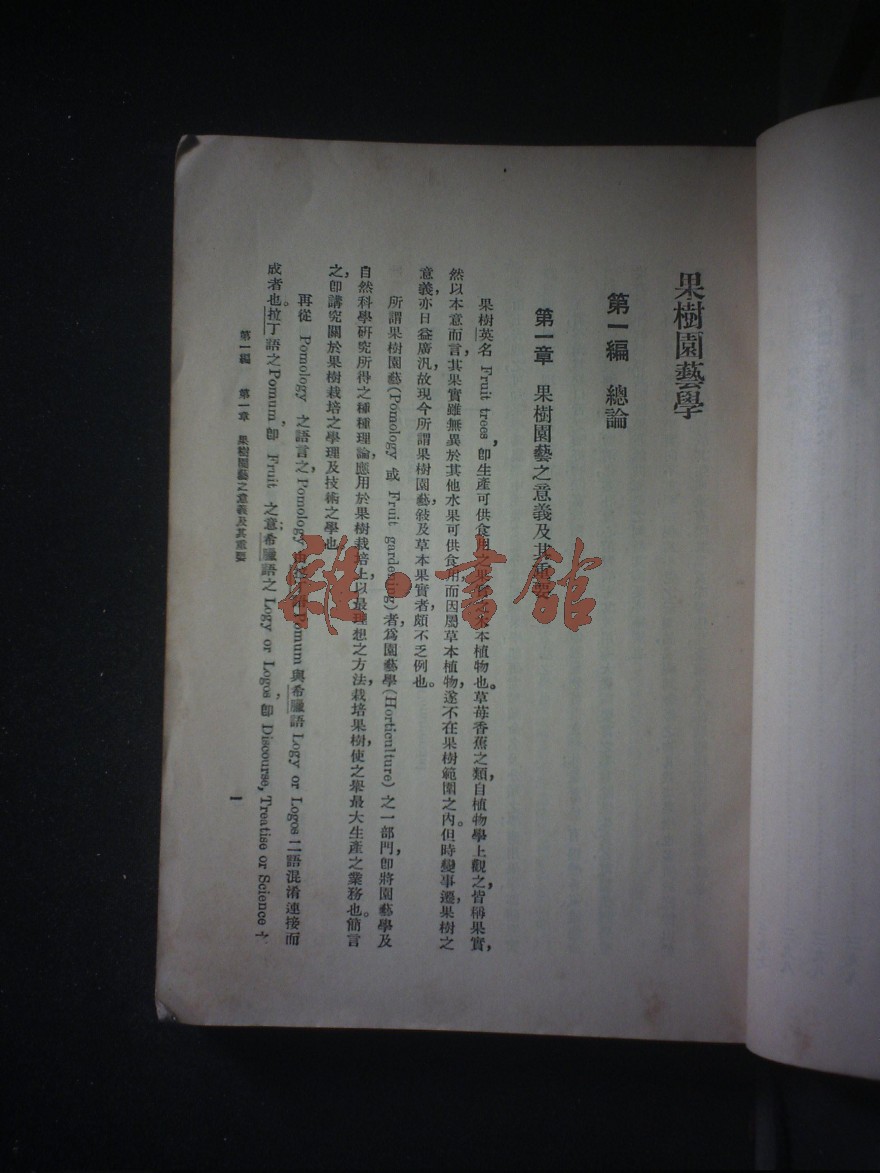 果樹園藝學
第一編 總論
第一章 果樹園藝之意義及其重要
果樹英名 Fruit trees，卽生產可供食用之果實之木本植物也。草苺香蕉之類，自植物學上觀之，皆稱果實，
然以本意而言，其果實雖無異於其他水果可供食用，而因屬草本植物，遂不在果樹範圍之內。但時變事遷，果樹之
意義，亦日益廣汎，故現今所謂果樹園藝，敍及草本果實者，頗不乏例也。
所謂果樹園藝(Pomology 或 Fruit gardening)者，爲園藝學(Horticulture)之一部門，卽將園藝學及
自然科學研究所得之種種理論，應用於果樹栽培上，以最理想之方法，栽培果樹，使之舉最大生產之業務也。簡言
之，卽講究關於果樹栽培之學理及技術之學也
再從 Pomology 之語言之，Pomology 由 Pomum 與希臘語 Logy or Logos 二語混淆連接而
成者也。拉丁語之 Pomum，卽 Fruit 之意，希臘語之 Logy or Logos，卽 Discourse, Treatise or Science
第一編 第一章 果樹園藝之意義及其重要
一
雜·書館